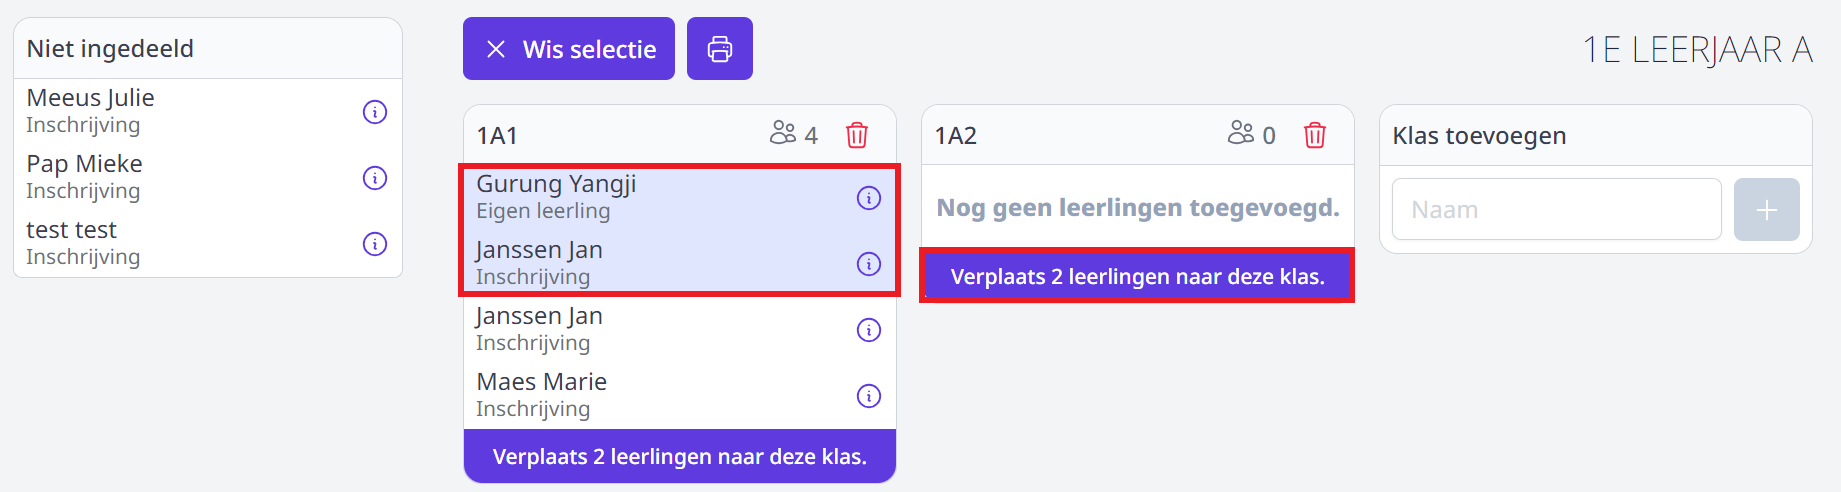 Niet ingedeeld
Meeus Julie
Inschrijving
Pap Mieke
Inschrijving
test test
Inschrijving
Wis selectie
1E LEERJAAR A
1A1
4
Gurung Yangji
Eigen leerling
Janssen Jan
Inschrijving
Janssen Jan
Inschrijving
Maes Marie
Inschrijving
Verplaats 2 leerlingen naar deze klas.
1A2
0
Nog geen leerlingen toegevoegd.
Verplaats 2 leerlingen naar deze klas.
Klas toevoegen
Naam